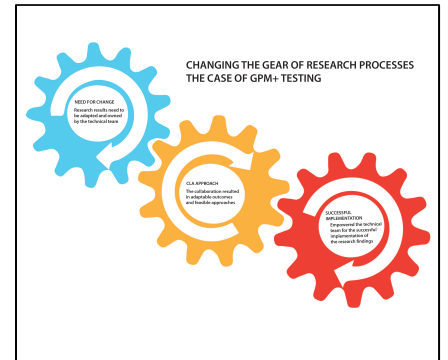 CHANGING THE GEAR OF RESEARCH PROCESSES
THE CASE OF GPM+ TESTING
NEED FOR CHANGE
Research results need to
be adapted and owned
by the technical team
CLA APPROACH
The collaboration resulted
in adaptable outcomes
and feasible approaches
SUCCESSFUL
IMPLEMENTATION
Empowered the technical
team for the successful
implementation of
the research findings